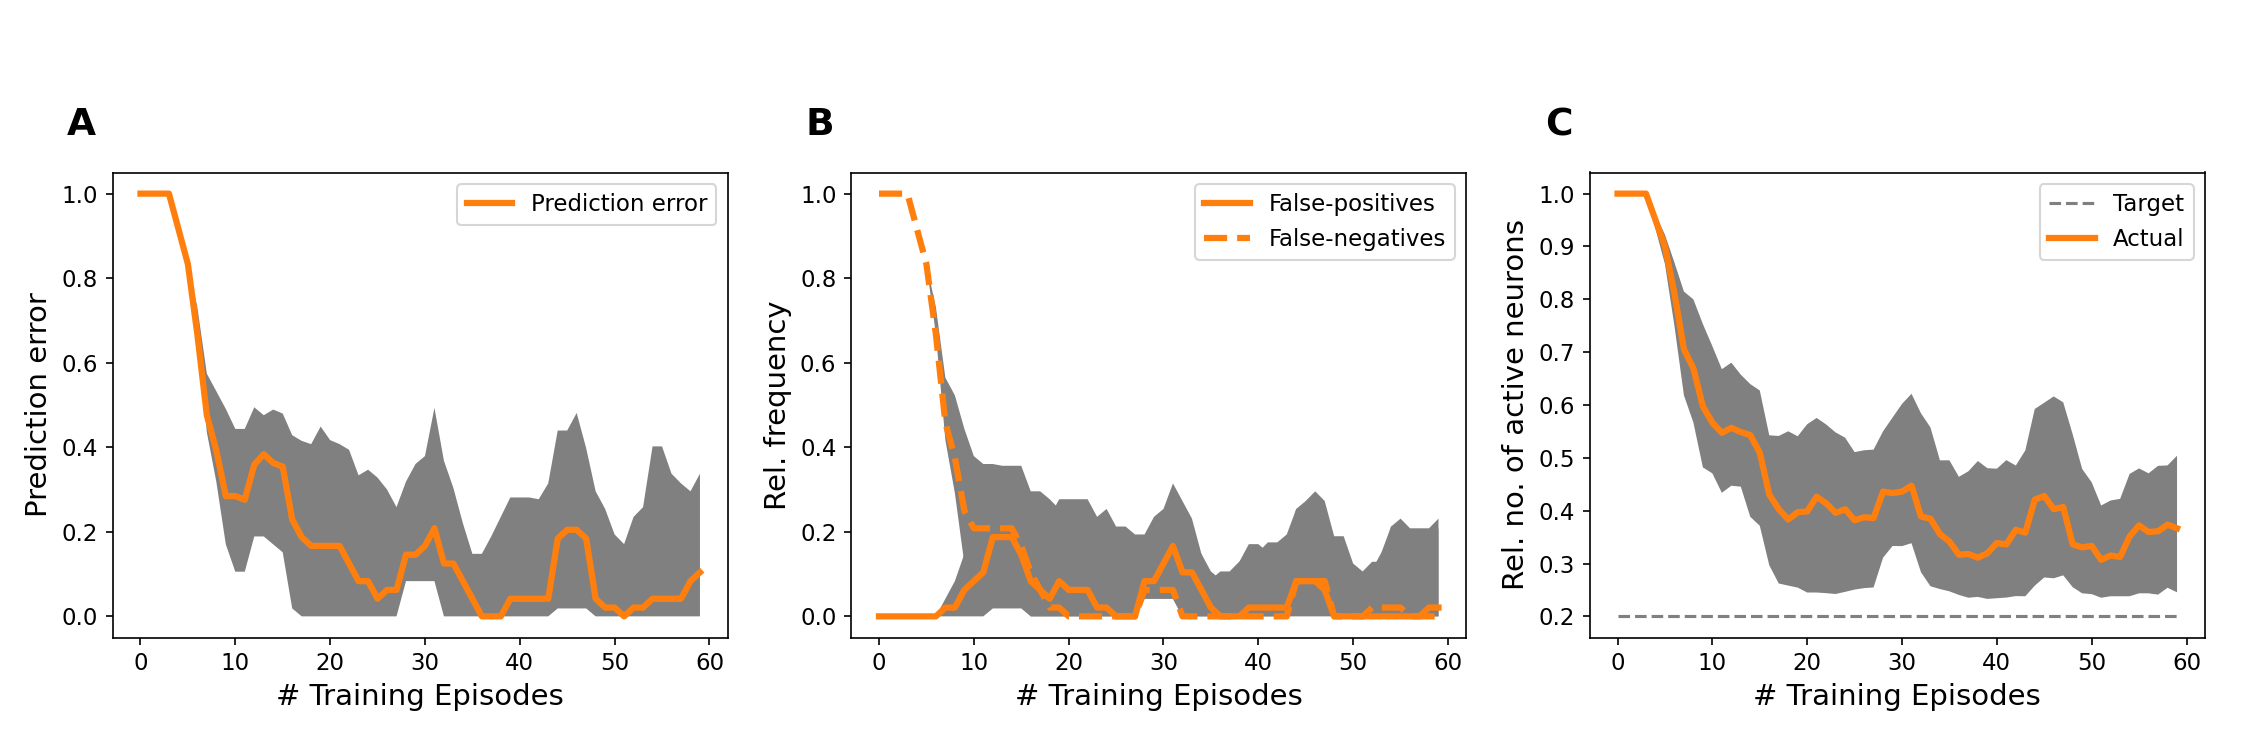 A
B
C
Prediction error
1.0
0.8
0.6
0.4
0.2
0.0
0 10 20 30 40 50 60
# Training Episodes
Prediction error
Rel. frequency
1.0
0.8
0.6
0.4
0.2
0.0
0 10 20 30 40 50 60
# Training Episodes
False-positives
False-negatives
Rel. no. of active neurons
1.0
0.9
0.8
0.7
0.6
0.5
0.4
0.3
0.2
0 10 20 30 40 50 60
# Training Episodes
Target
Actual